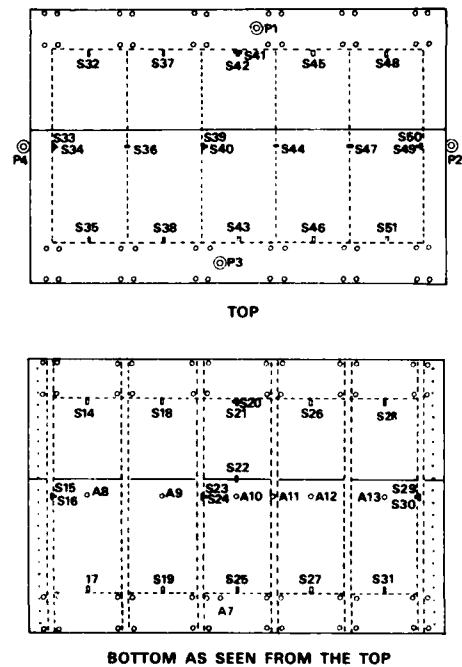 P1
S41
S32 S37 S42 S45 S48
S33 S39 S50
P4 S34 S36 S40 S44 S47 S49 P2
S35 S38 S43 S46 S51
P3
TOP
S20
S14 S18 S21 S26
S22
S15 A8 A9 S23 A10 A11 A12 A13 S29
S16 S24 S30
17 S19 S25 S27 S31
A7
BOTTOM AS SEEN FROM THE TOP